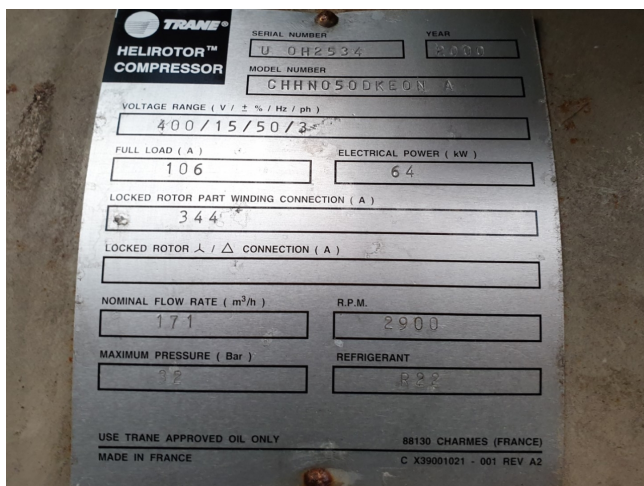 TRANE®
HELIROTOR™
COMPRESSOR
SERIAL NUMBER YEAR
U 0H2534 2000
MODEL NUMBER
CHHN050DKE0N A
VOLTAGE RANGE ( V / ± % / Hz / ph )
400/15/50/3
FULL LOAD ( A ) ELECTRICAL POWER ( kW )
106 64
LOCKED ROTOR PART WINDING CONNECTION ( A )
344
LOCKED ROTOR ⅄ / △ CONNECTION ( A )
NOMINAL FLOW RATE ( m³/h ) R.P.M.
171 2900
MAXIMUM PRESSURE ( Bar ) REFRIGERANT
32 R22
USE TRANE APPROVED OIL ONLY 88130 CHARMES (FRANCE)
MADE IN FRANCE C X39001021 - 001 REV A2